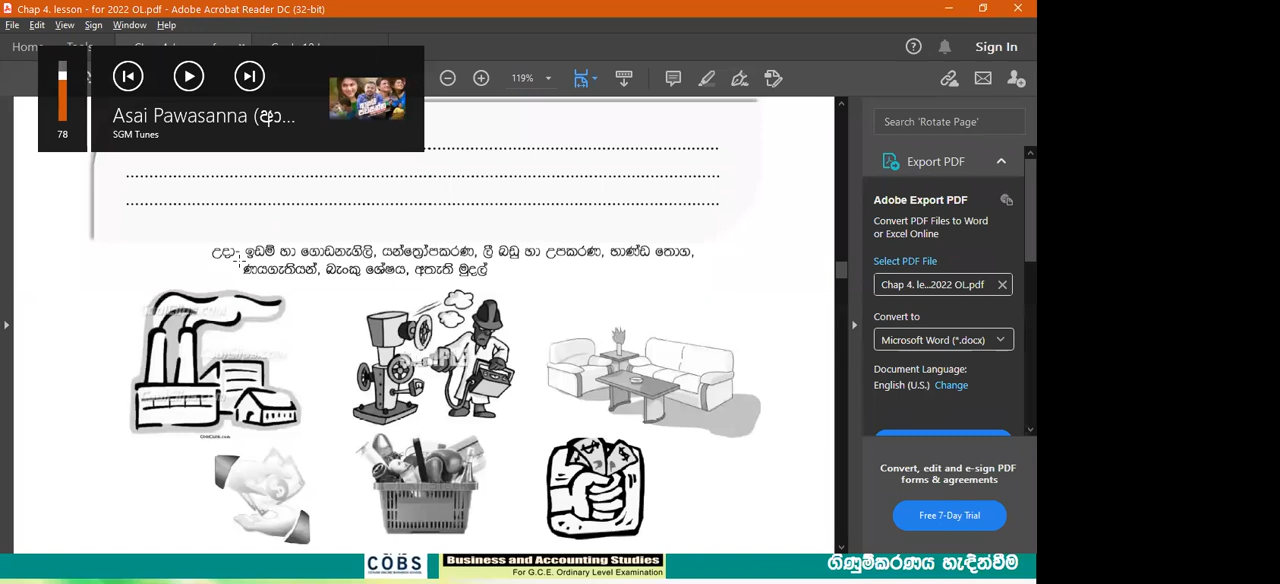 Chap 4. lesson - for 2022 OL.pdf - Adobe Acrobat Reader DC (32-bit)
File Edit View Sign Window Help
Sign In
119%
Asai Pawasanna (ආ...
SGM Tunes
78
Search 'Rotate Page'
Export PDF
Adobe Export PDF
Convert PDF Files to Word
or Excel Online
Select PDF File
Chap 4. le...2022 OL.pdf
Convert to
Microsoft Word (*.docx)
Document Language:
English (U.S.) Change
Convert, edit and e-sign PDF
forms & agreements
Free 7-Day Trial
උදා- ඉඩම් හා ගොඩනැගිලි, යන්ත්‍රෝපකරණ, ලී බඩු හා උපකරණ, භාණ්ඩ තොග,
ණයගැතියන්, බැංකු ශේෂය, අතැති මුදල්
COBS
Business and Accounting Studies
For G.C.E. Ordinary Level Examination
ගිණුම්කරණය හැඳින්වීම